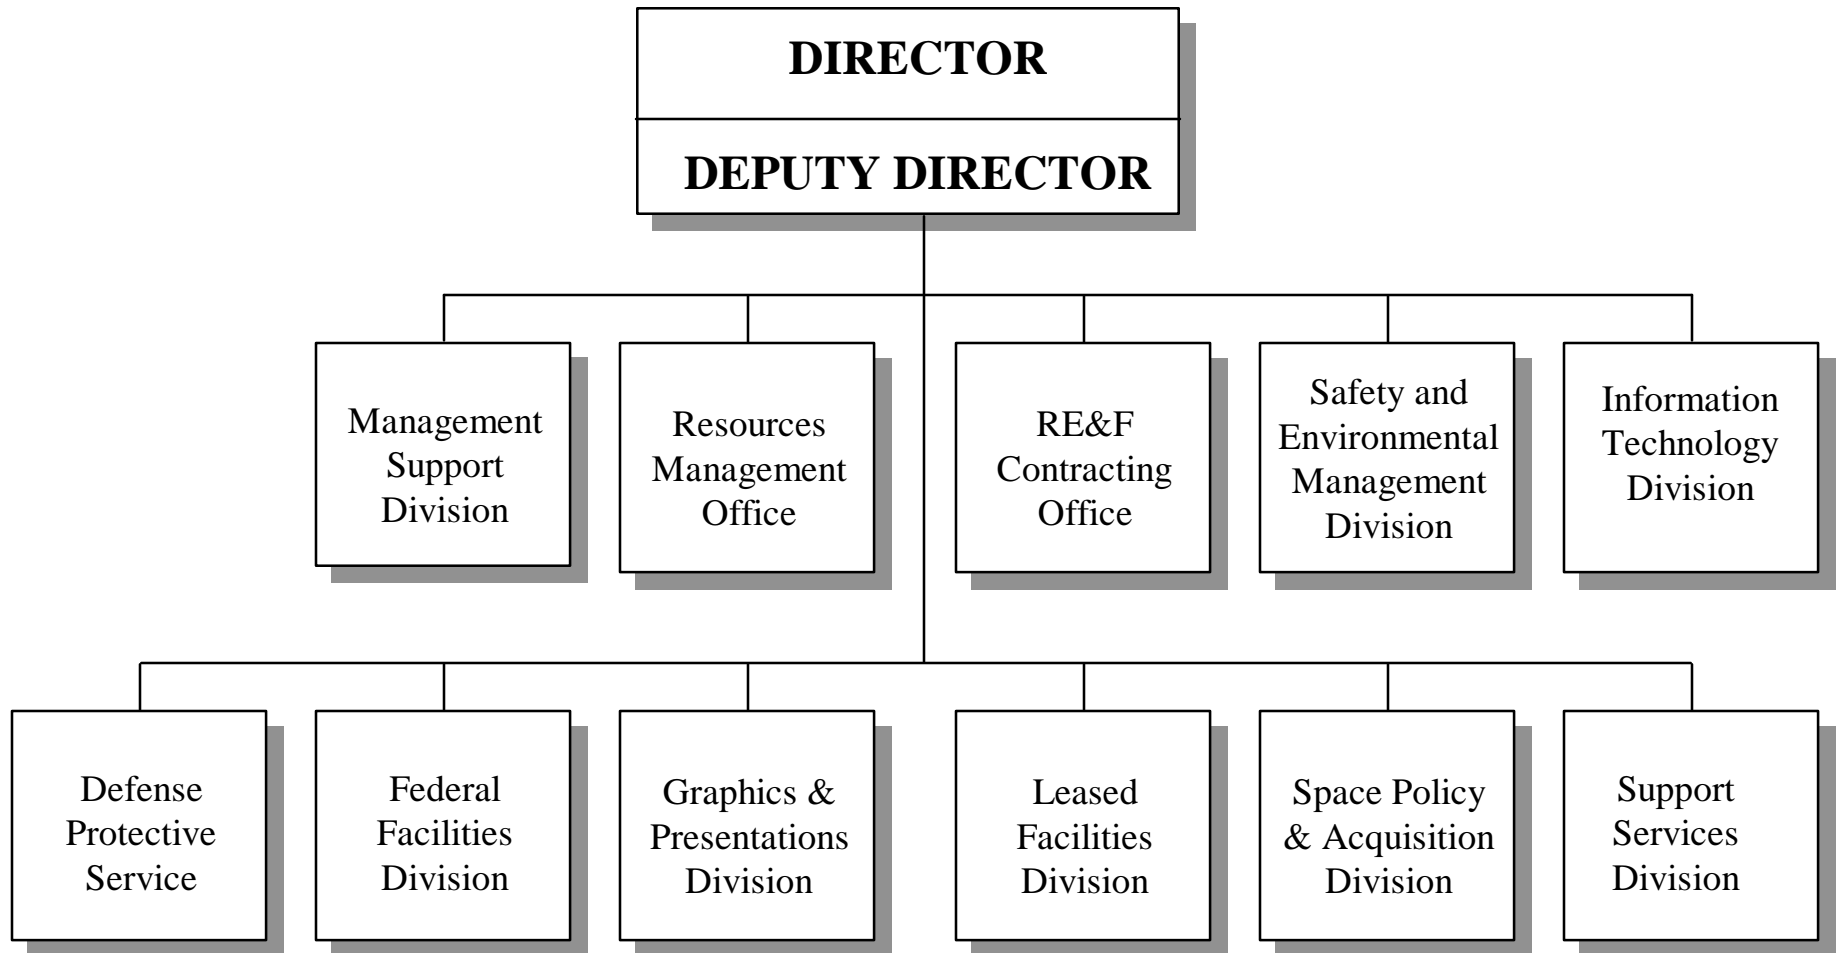 DIRECTOR
DEPUTY DIRECTOR
Management
Support
Division
Resources
Management
Office
RE&F
Contracting
Office
Safety and
Environmental
Management
Division
Information
Technology
Division
Defense
Protective
Service
Federal
Facilities
Division
Graphics &
Presentations
Division
Leased
Facilities
Division
Space Policy
& Acquisition
Division
Support
Services
Division